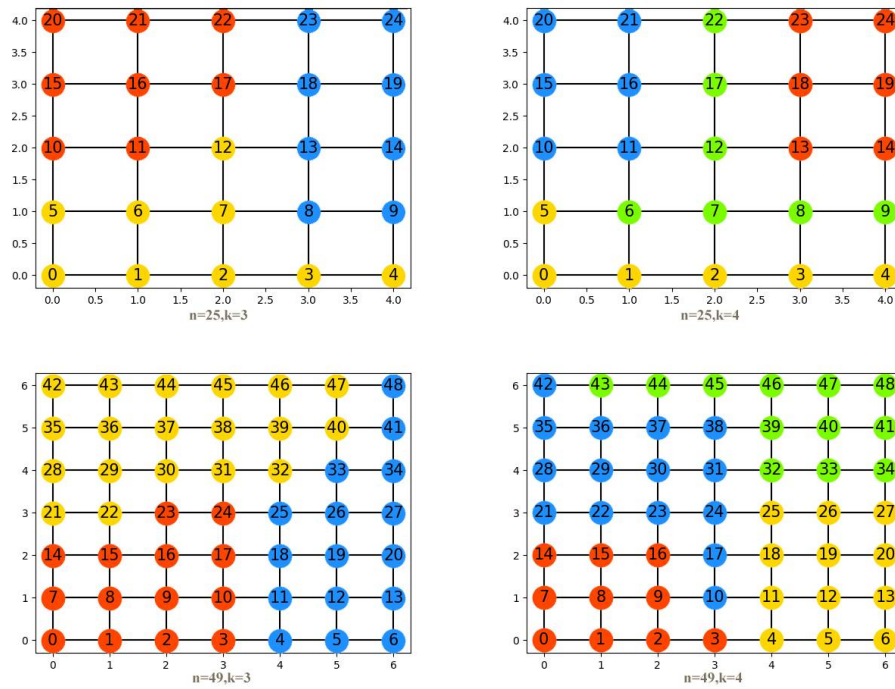 4.0 20 21 22 23 24
3.5
3.0 15 16 17 18 19
2.5
2.0 10 11 12 13 14
1.5
1.0 5 6 7 8 9
0.5
0.0 0 1 2 3 4
0.0 0.5 1.0 1.5 2.0 2.5 3.0 3.5 4.0
n=25,k=3
4.0 20 21 22 23 24
3.5
3.0 15 16 17 18 19
2.5
2.0 10 11 12 13 14
1.5
1.0 5 6 7 8 9
0.5
0.0 0 1 2 3 4
0.0 0.5 1.0 1.5 2.0 2.5 3.0 3.5 4.0
n=25,k=4
6 42 43 44 45 46 47 48
5 35 36 37 38 39 40 41
4 28 29 30 31 32 33 34
3 21 22 23 24 25 26 27
2 14 15 16 17 18 19 20
1 7 8 9 10 11 12 13
0 0 1 2 3 4 5 6
0 1 2 3 4 5 6
n=49,k=3
6 42 43 44 45 46 47 48
5 35 36 37 38 39 40 41
4 28 29 30 31 32 33 34
3 21 22 23 24 25 26 27
2 14 15 16 17 18 19 20
1 7 8 9 10 11 12 13
0 0 1 2 3 4 5 6
0 1 2 3 4 5 6
n=49,k=4